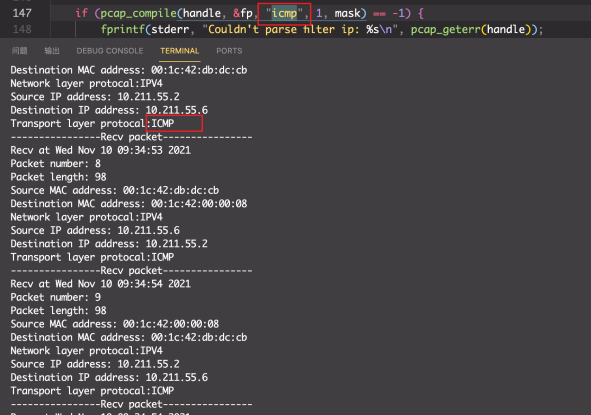 147 if (pcap_compile(handle, &fp, "icmp", 1, mask) == -1) {
148 fprintf(stderr, "Couldn't parse filter ip: %s\n", pcap_geterr(handle));
問題 输出 DEBUG CONSOLE TERMINAL PORTS
Destination MAC address: 00:1c:42:db:dc:cb
Network layer protocal:IPV4
Source IP address: 10.211.55.2
Destination IP address: 10.211.55.6
Transport layer protocal:ICMP
----------------Recv packet----------------
Recv at Wed Nov 10 09:34:53 2021
Packet number: 8
Packet length: 98
Source MAC address: 00:1c:42:db:dc:cb
Destination MAC address: 00:1c:42:00:00:08
Network layer protocal:IPV4
Source IP address: 10.211.55.6
Destination IP address: 10.211.55.2
Transport layer protocal:ICMP
----------------Recv packet----------------
Recv at Wed Nov 10 09:34:54 2021
Packet number: 9
Packet length: 98
Source MAC address: 00:1c:42:00:00:08
Destination MAC address: 00:1c:42:db:dc:cb
Network layer protocal:IPV4
Source IP address: 10.211.55.2
Destination IP address: 10.211.55.6
Transport layer protocal:ICMP
----------------Recv packet----------------